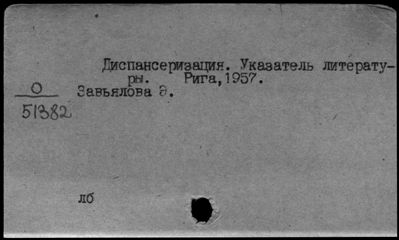 Диспансеризация. Указатель литерату-
ры. Рига, 1957.
О
51382
Завьялова Э.
лб